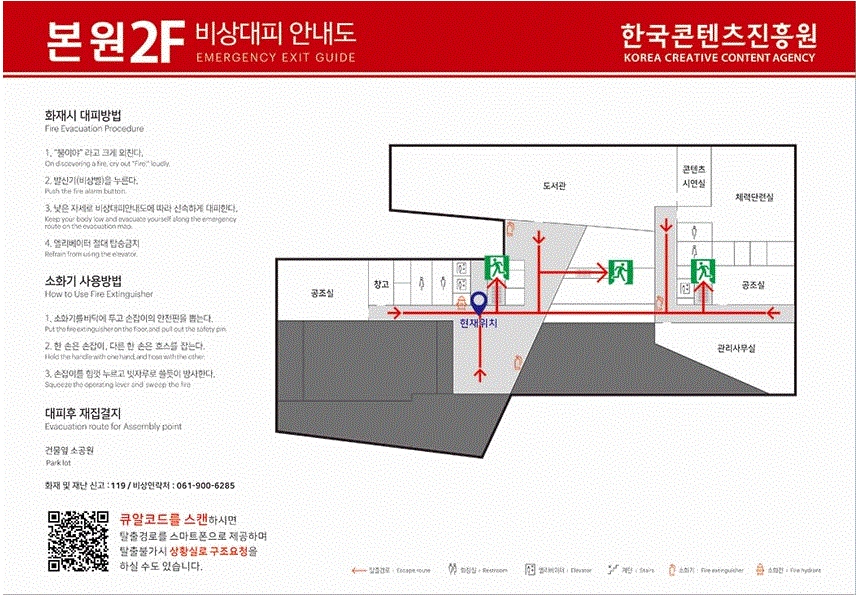 본원2F 비상대피 안내도
EMERGENCY EXIT GUIDE
한국콘텐츠진흥원
KOREA CREATIVE CONTENT AGENCY
화재시 대피방법
Fire Evacuation Procedure
1. "불이야" 라고 크게 외친다.
On discovering a fire, cry out "Fire," loudly.
2. 발신기(비상벨)을 누른다.
Push the fire alarm button.
3. 낮은 자세로 비상대피안내도에 따라 신속하게 대피한다.
Keep your body low and evacuate yourself along the emergency
route on the evacuation map.
4. 엘리베이터 절대 탑승금지
Refrain from using the elevator.
소화기 사용방법
How to Use Fire Extinguisher
1. 소화기를 바닥에 두고 손잡이의 안전핀을 뽑는다.
Put the fire extinguisher on the floor, and pull out the safety pin.
2. 한 손은 손잡이, 다른 한 손은 호스를 잡는다.
Hold the handle with one hand, and hose with the other.
3. 손잡이를 힘껏 누르고 빗자루로 쓸듯이 방사한다.
Squeeze the operating lever and sweep the fire
대피후 재집결지
Evacuation route for Assembly point
건물앞 소공원
Park lot
화재 및 재난 신고 : 119 / 비상연락처 : 061-900-6285
큐알코드를 스캔하시면
탈출경로를 스마트폰으로 제공하며
탈출불가시 상황실로 구조요청을
하실 수도 있습니다.
도서관
콘텐츠
시연실
체력단련실
공조실
창고
공조실
현재위치
관리사무실
탈출경로 : Escape route
화장실 : Restroom
엘리베이터 : Elevator
계단 : Stairs
소화기 : Fire extinguisher
소화전 : Fire hydrant